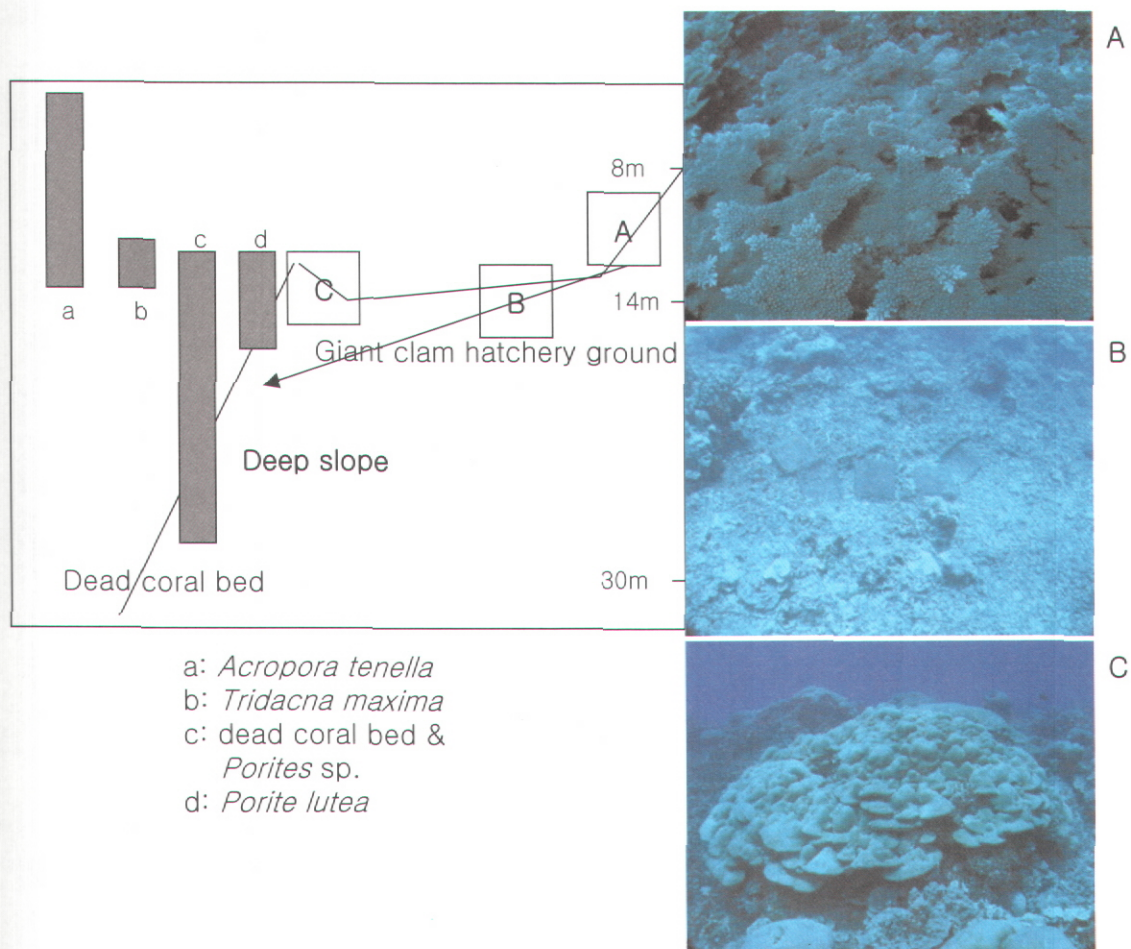 A
8m
c
d
A
C
B
a
b
14m
Giant clam hatchery ground
B
Deep slope
Dead coral bed
30m
a: Acropora tenella
b: Tridacna maxima
c: dead coral bed &
Porites sp.
d: Porite lutea
C